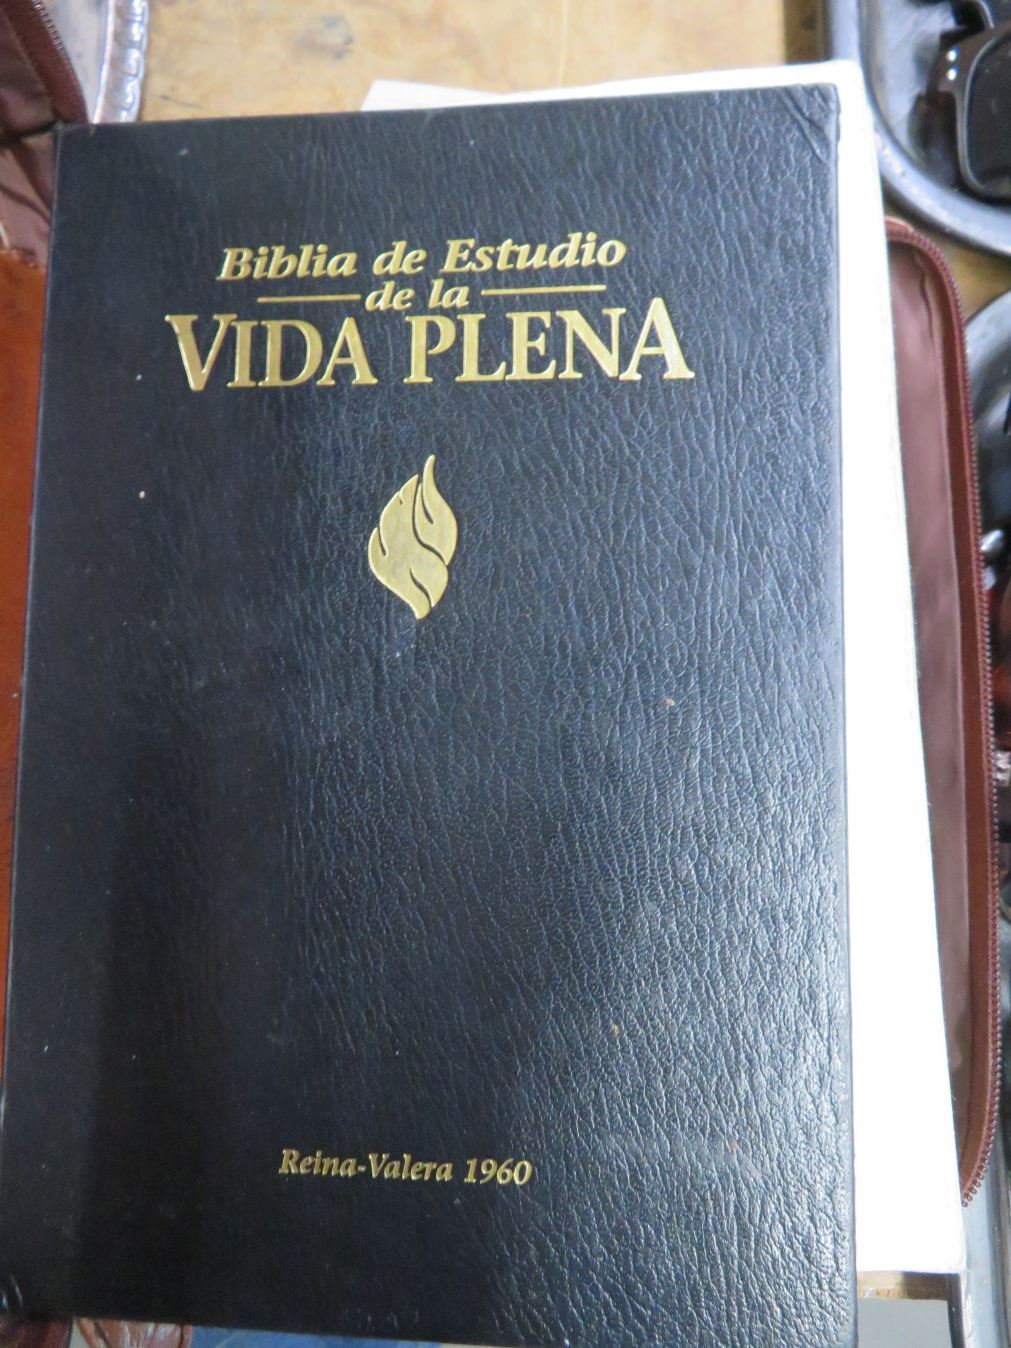 Biblia de Estudio
de la
VIDA PLENA
Reina-Valera 1960